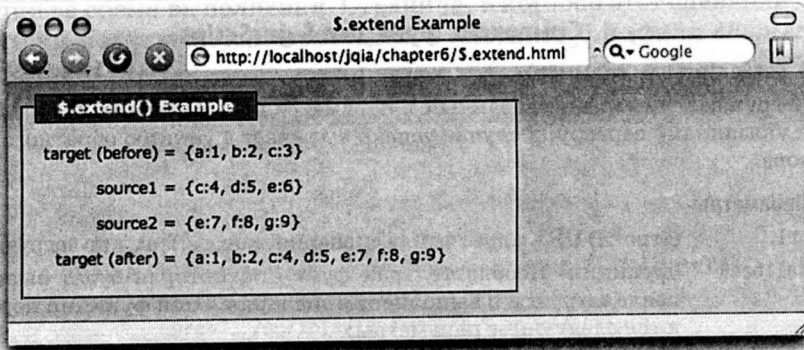 $.extend Example
http://localhost/jqia/chapter6/$.extend.html
Google
$.extend() Example
target (before) = {a:1, b:2, c:3}
source1 = {c:4, d:5, e:6}
source2 = {e:7, f:8, g:9}
target (after) = {a:1, b:2, c:4, d:5, e:7, f:8, g:9}